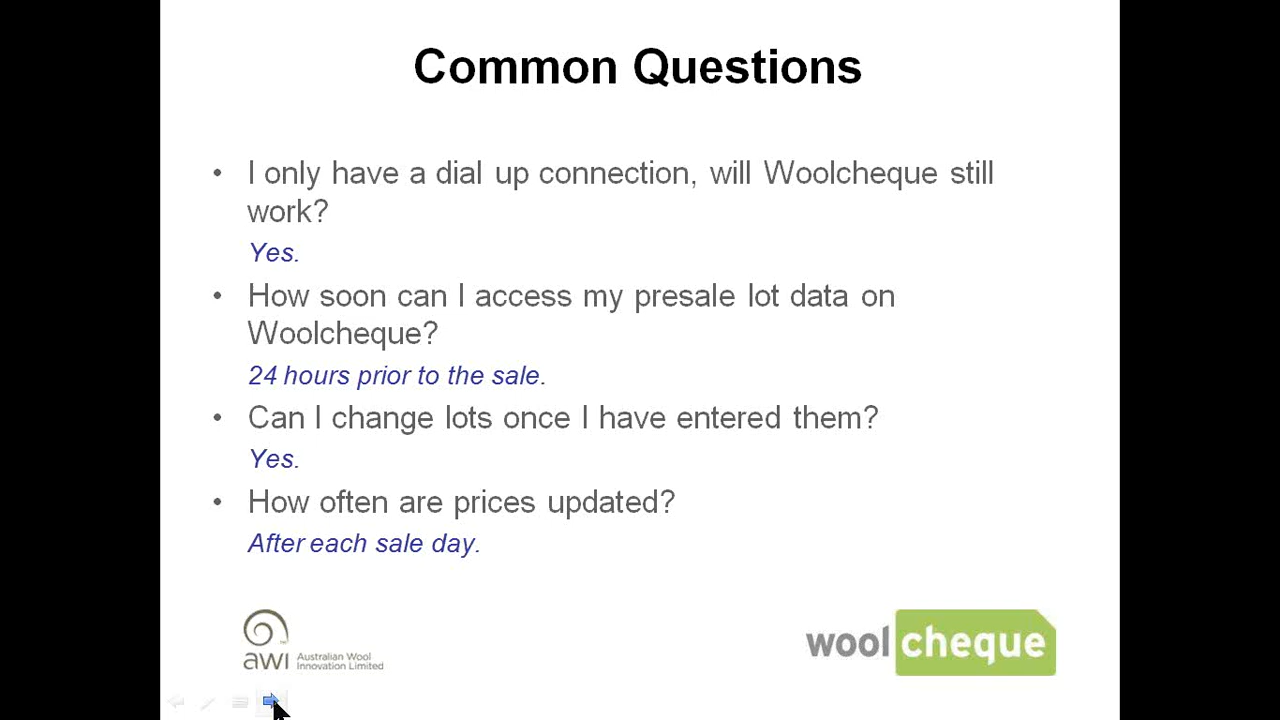 Common Questions
• I only have a dial up connection, will Woolcheque still
work?
Yes.
• How soon can I access my presale lot data on
Woolcheque?
24 hours prior to the sale.
• Can I change lots once I have entered them?
Yes.
• How often are prices updated?
After each sale day.
awi Australian Wool
Innovation Limited
woolcheque